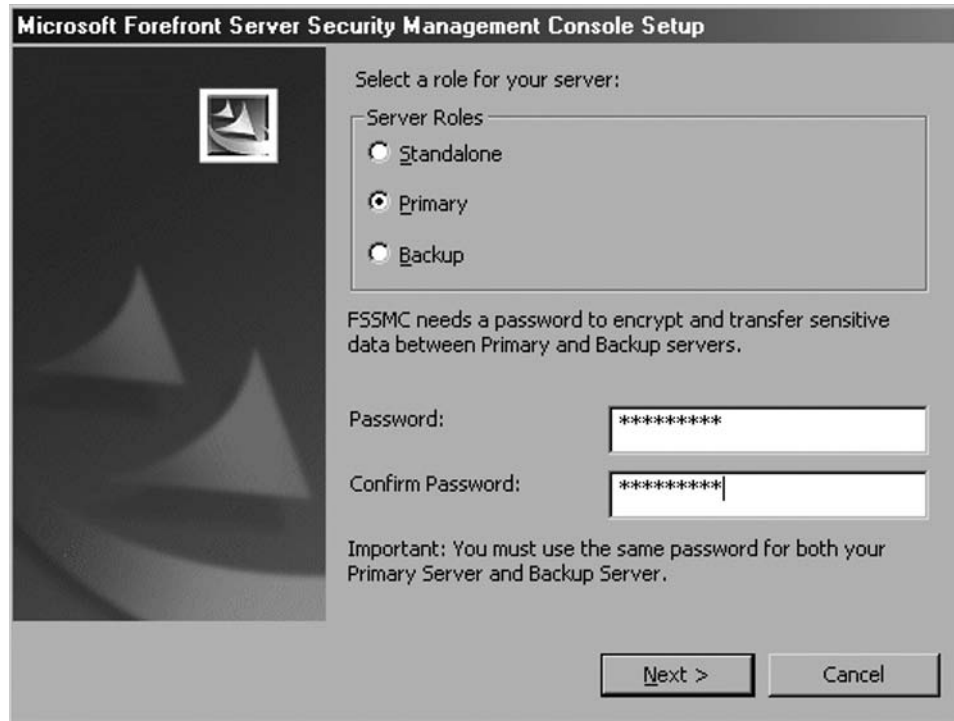 Microsoft Forefront Server Security Management Console Setup
Select a role for your server:
Server Roles
Standalone
Primary
Backup
FSSMC needs a password to encrypt and transfer sensitive
data between Primary and Backup servers.
Password:
*********
Confirm Password:
*********
Important: You must use the same password for both your
Primary Server and Backup Server.
Next >
Cancel